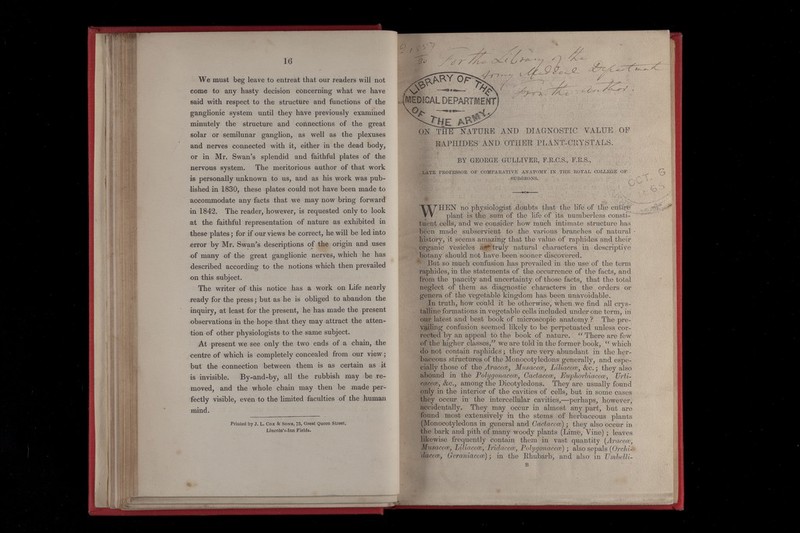 16
We must beg leave to entreat that our readers will not
come to any hasty decision concerning what we have
said with respect to the structure and functions of the
ganglionic system until they have previously examined
minutely the structure and connections of the great
solar or semilunar ganglion, as well as the plexuses
and nerves connected with it, either in the dead body,
or in Mr. Swan's splendid and faithful plates of the
nervous system. The meritorious author of that work
is personally unknown to us, and as his work was pub-
lished in 1830, these plates could not have been made to
accommodate any facts that we may now bring forward
in 1842. The reader, however, is requested only to look
at the faithful representation of nature as exhibited in
these plates; for if our views be correct, he will be led into
error by Mr. Swan's descriptions of the origin and uses
of many of the great ganglionic nerves, which he has
described according to the notions which then prevailed
on this subject.
The writer of this notice has a work on Life nearly
ready for the press; but as he is obliged to abandon the
inquiry, at least for the present, he has made the present
observations in the hope that they may attract the atten-
tion of other physiologists to the same subject.
At present we see only the two ends of a chain, the
centre of which is completely concealed from our view;
but the connection between them is as certain as it
is invisible. By-and-by, all the rubbish may be re-
moved, and the whole chain may then be made per-
fectly visible, even to the limited faculties of the human
mind.
Printed by J. L. Cox & Sons, 75, Great Queen Street,
Lincoln's-Inn Fields.
For the Library of the
Army Medical Department
from the author.
LIBRARY OF THE
MEDICAL DEPARTMENT
OF THE ARMY
ON THE NATURE AND DIAGNOSTIC VALUE OF
RAPHIDES AND OTHER PLANT-CRYSTALS.
BY GEORGE GULLIVER, F.R.C.S., F.R.S.,
LATE PROFESSOR OF COMPARATIVE ANATOMY IN THE ROYAL COLLEGE OF
SURGEONS.
OCT.
WHEN no physiologist doubts that the life of the entire
plant is the sum of the life of its numberless consti-
tuent cells, and we consider how much intimate structure has
been made subservient to the various branches of natural
history, it seems amazing that the value of raphides and their
organic vesicles as truly natural characters in descriptive
botany should not have been sooner discovered.
But so much confusion has prevailed in the use of the term
raphides, in the statements of the occurrence of the facts, and
from the paucity and uncertainty of those facts, that the total
neglect of them as diagnostic characters in the orders or
genera of the vegetable kingdom has been unavoidable.
In truth, how could it be otherwise, when we find all crys-
talline formations in vegetable cells included under one term, in
our latest and best book of microscopic anatomy? The pre-
vailing confusion seemed likely to be perpetuated unless cor-
rected by an appeal to the book of nature. "There are few
of the higher classes," we are told in the former book, "which
do not contain raphides; they are very abundant in the her-
baceous structures of the Monocotyledons generally, and espe-
cially those of the Araceæ, Musaceæ, Liliaceæ, &c.; they also
abound in the Polygonaceæ, Cactaceæ, Euphorbiaceæ, Urti-
caceæ, &c., among the Dicotyledons. They are usually found
only in the interior of the cavities of cells, but in some cases
they occur in the intercellular cavities,—perhaps, however,
accidentally. They may occur in almost any part, but are
found most extensively in the stems of herbaceous plants
(Monocotyledons in general and Cactaceæ); they also occur in
the bark and pith of many woody plants (Lime, Vine); leaves
likewise frequently contain them in vast quantity (Araceæ,
Musaceæ, Liliaceæ, Iridaceæ, Polygonaceæ); also sepals (Orchi-
daceæ, Geraniaceæ); in the Rhubarb, and also in Umbelli-
B